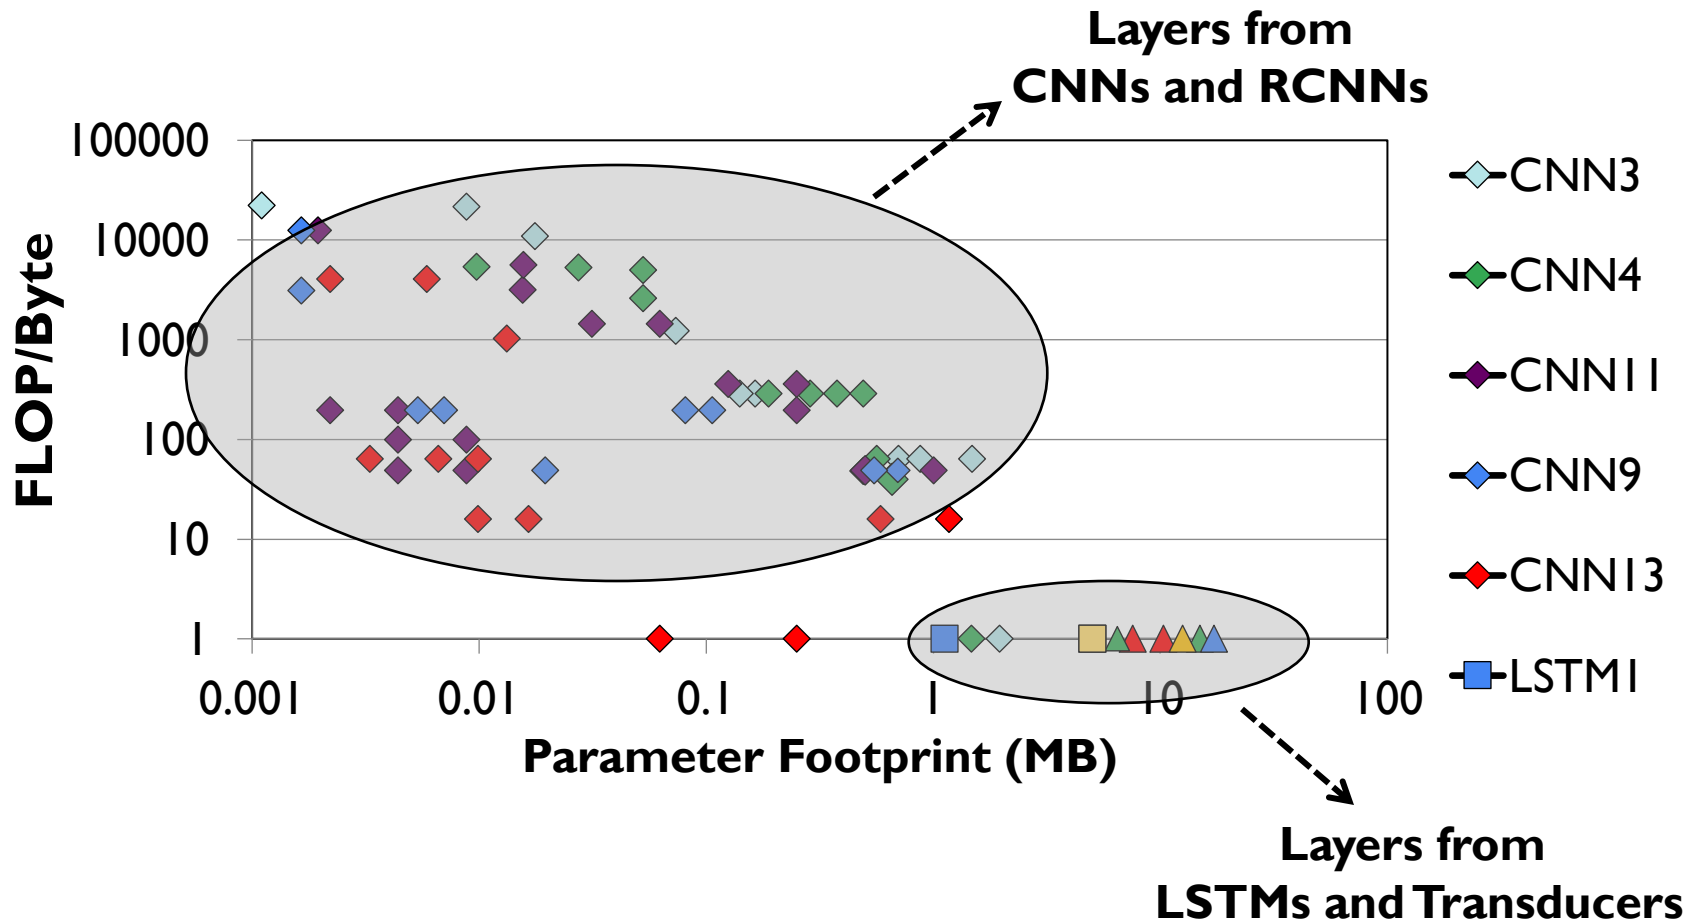 Layers from
CNNs and RCNNs
100000
10000
1000
100
10
1
FLOP/Byte
0.001
0.01
0.1
1
10
100
Parameter Footprint (MB)
CNN3
CNN4
CNN11
CNN9
CNN13
LSTM1
Layers from
LSTMs and Transducers